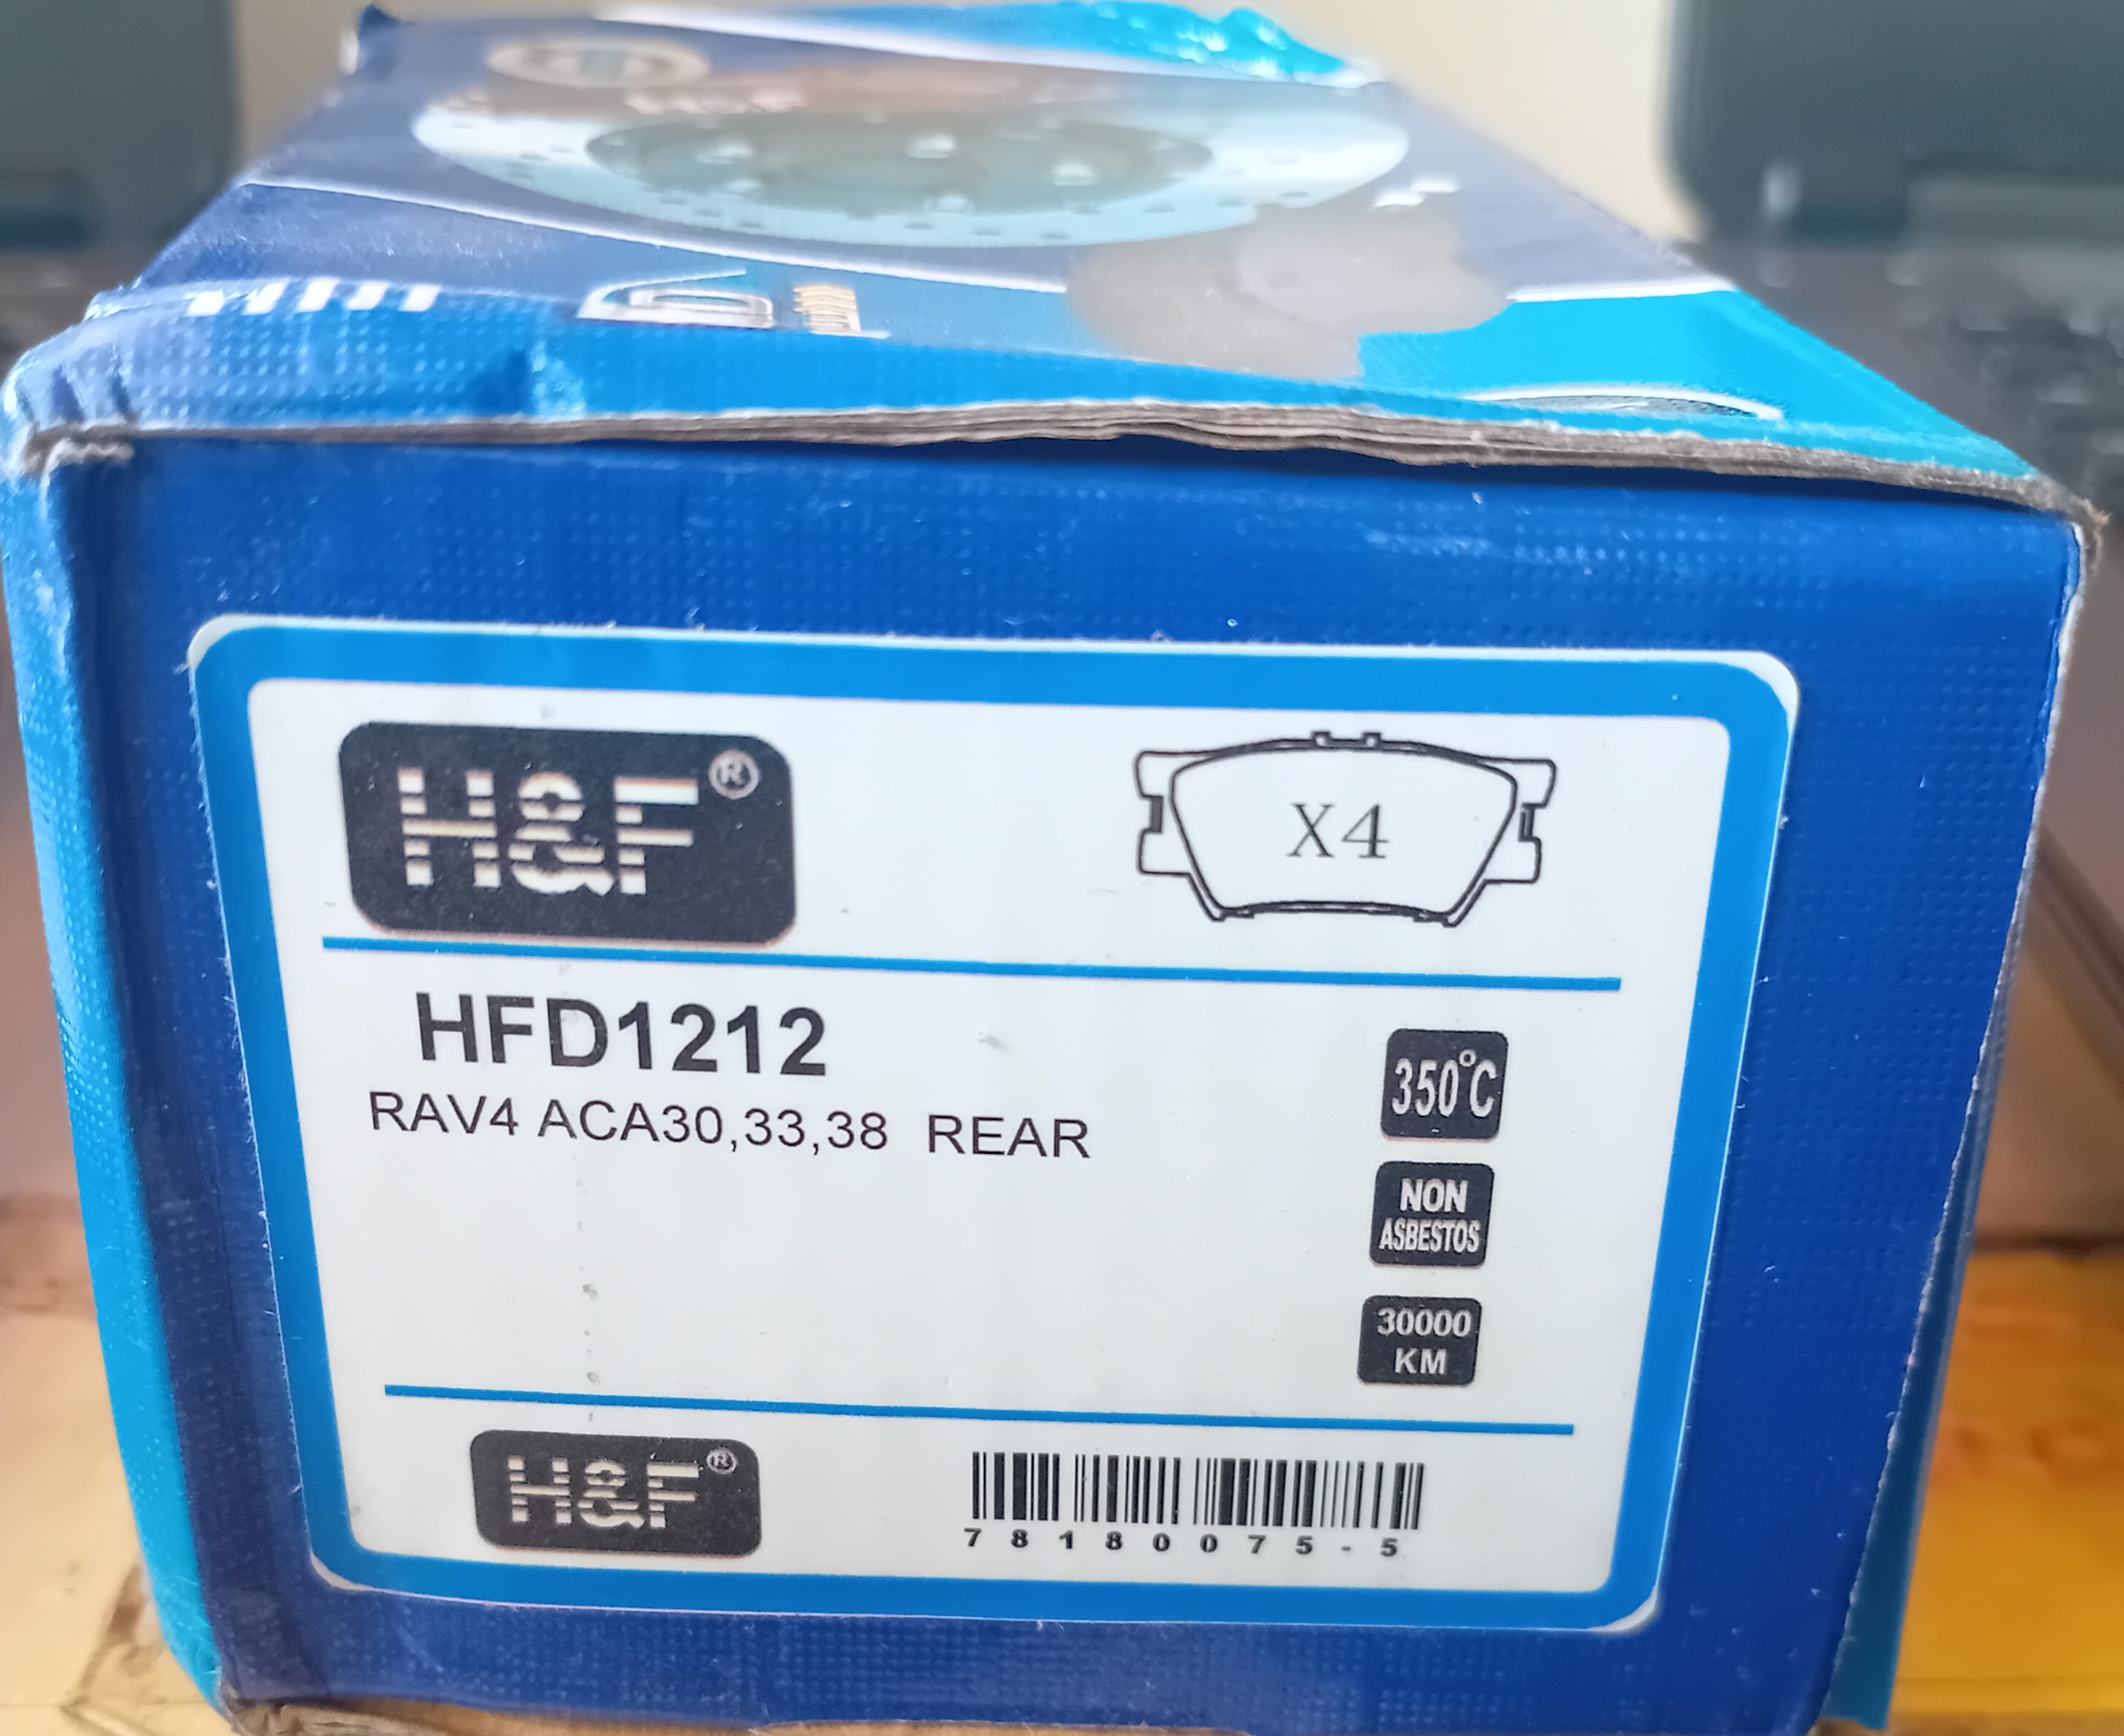 H&F®
X4
HFD1212
RAV4 ACA30,33,38 REAR
350°C
NON
ASBESTOS
30000
KM
H&F®
78180075-5